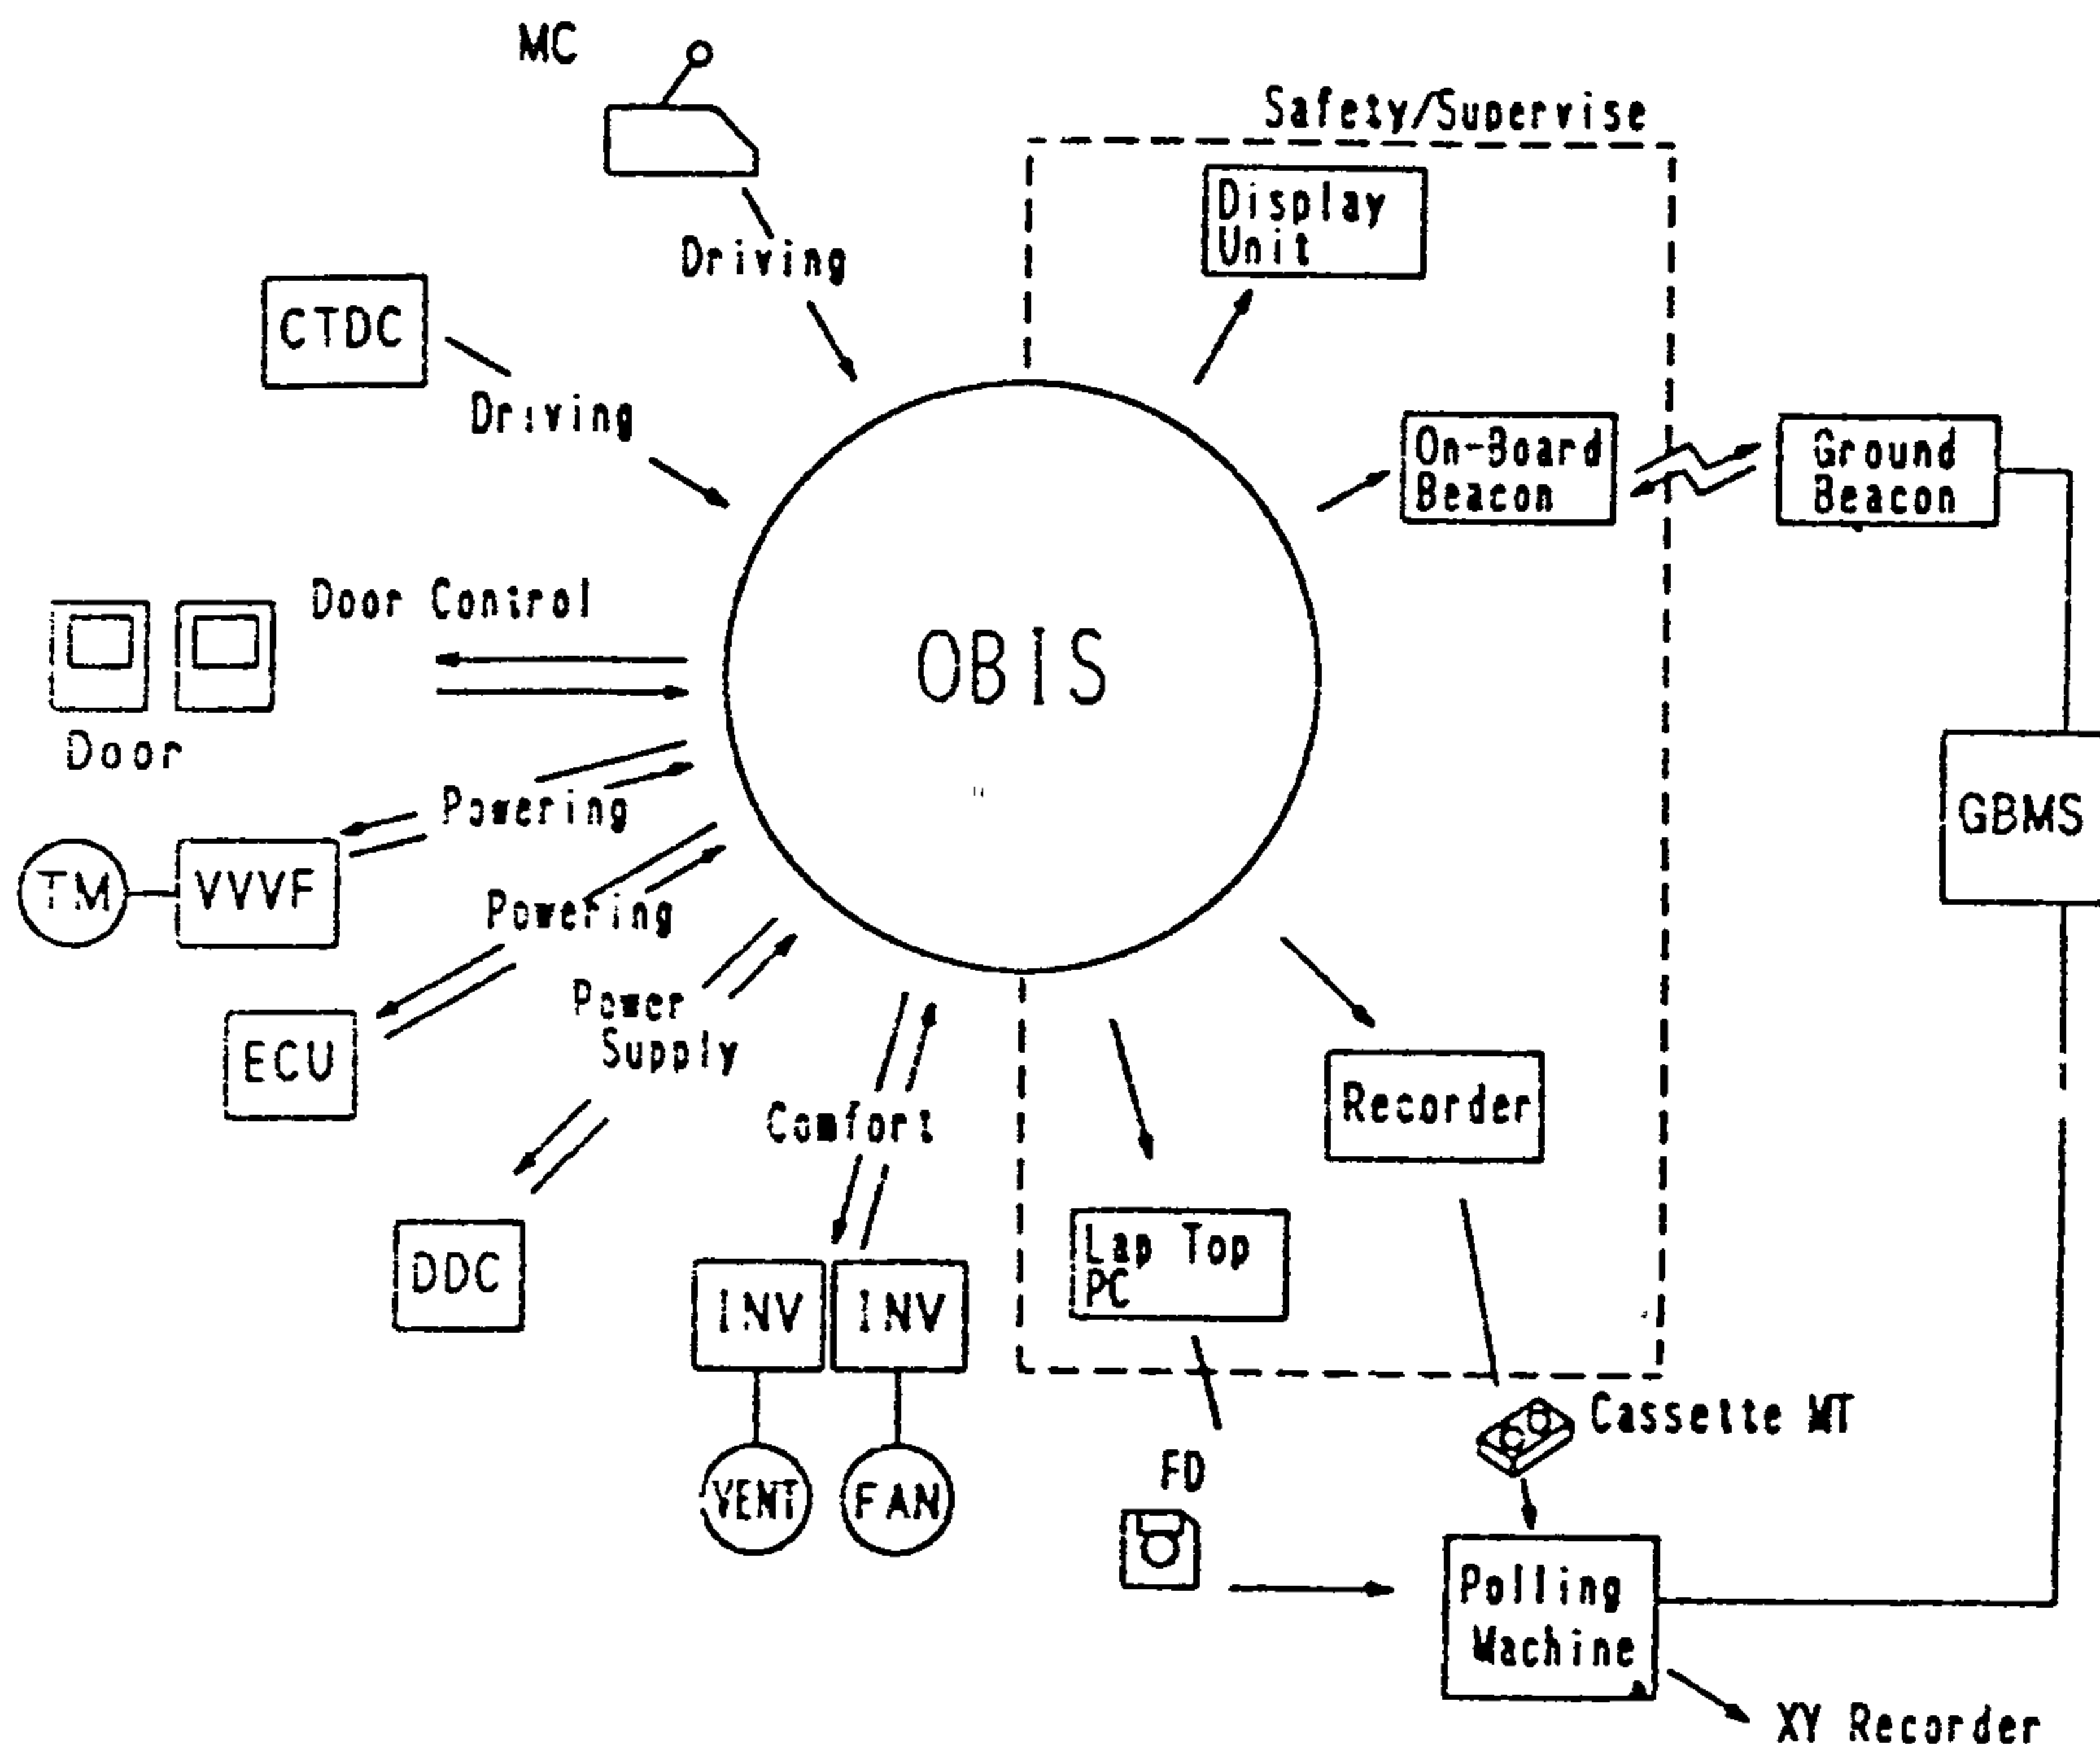 MC
Safety/Supervise
Display
Unit
Driving
CTDC
Driving
On-Board
Beacon
Ground
Beacon
Door Control
OBIS
Door
Powering
GBMS
TM
VVVF
Powering
Power
Supply
ECU
Comfort
Recorder
Lap Top
PC
DDC
INV
INV
Cassette MT
FD
VENT
FAN
Polling
Machine
XY Recorder